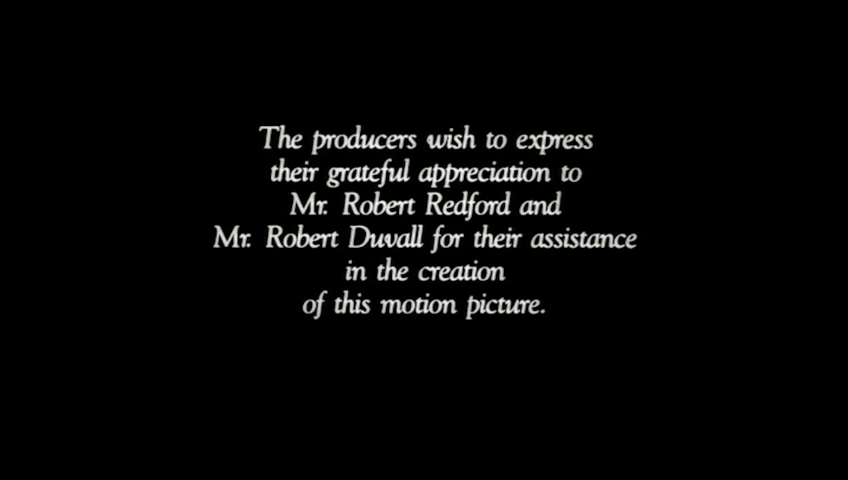 The producers wish to express
their grateful appreciation to
Mr. Robert Redford and
Mr. Robert Duvall for their assistance
in the creation
of this motion picture.